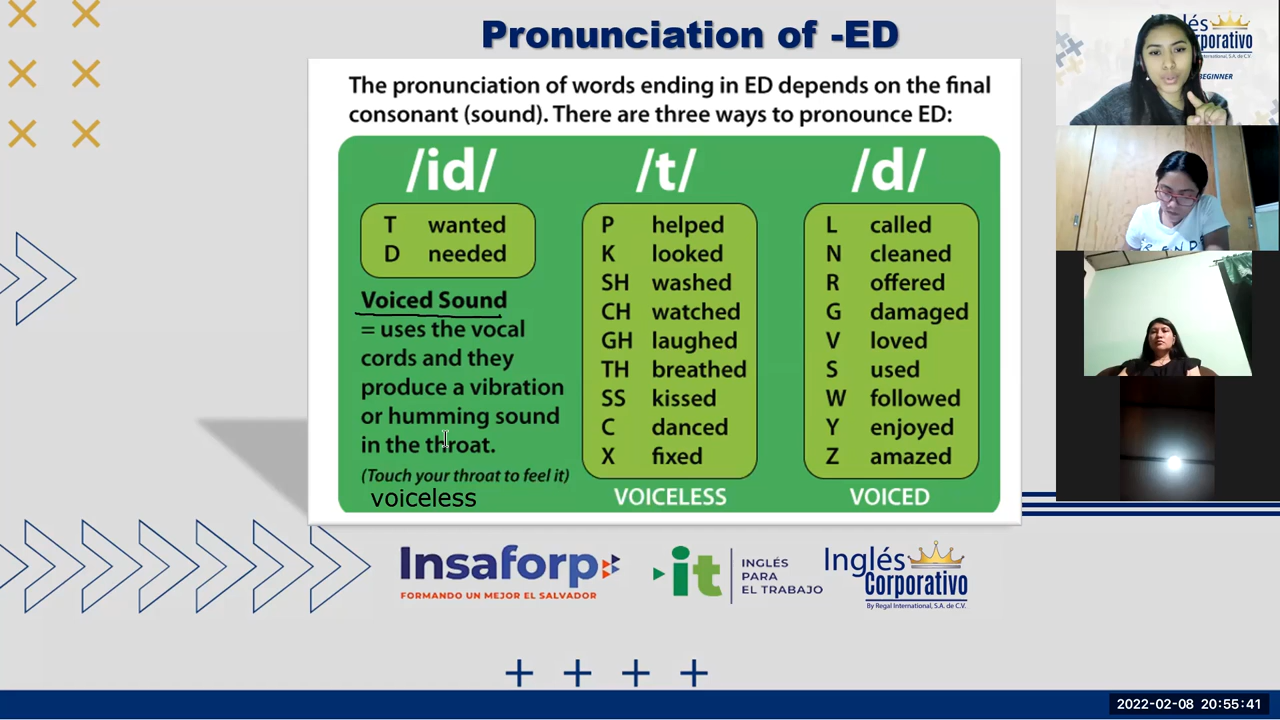 Pronunciation of -ED
The pronunciation of words ending in ED depends on the final
consonant (sound). There are three ways to pronounce ED:
/id/
T wanted
D needed
Voiced Sound
= uses the vocal
cords and they
produce a vibration
or humming sound
in the throat.
(Touch your throat to feel it)
voiceless
/t/
P helped
K looked
SH washed
CH watched
GH laughed
TH breathed
SS kissed
C danced
X fixed
VOICELESS
/d/
L called
N cleaned
R offered
G damaged
V loved
S used
W followed
Y enjoyed
Z amazed
VOICED
Insaforp
FORMANDO UN MEJOR EL SALVADOR
it
INGLÉS
PARA
EL TRABAJO
Inglés
Corporativo
By Regal International, S.A. de C.V.
2022-02-08 20:55:41